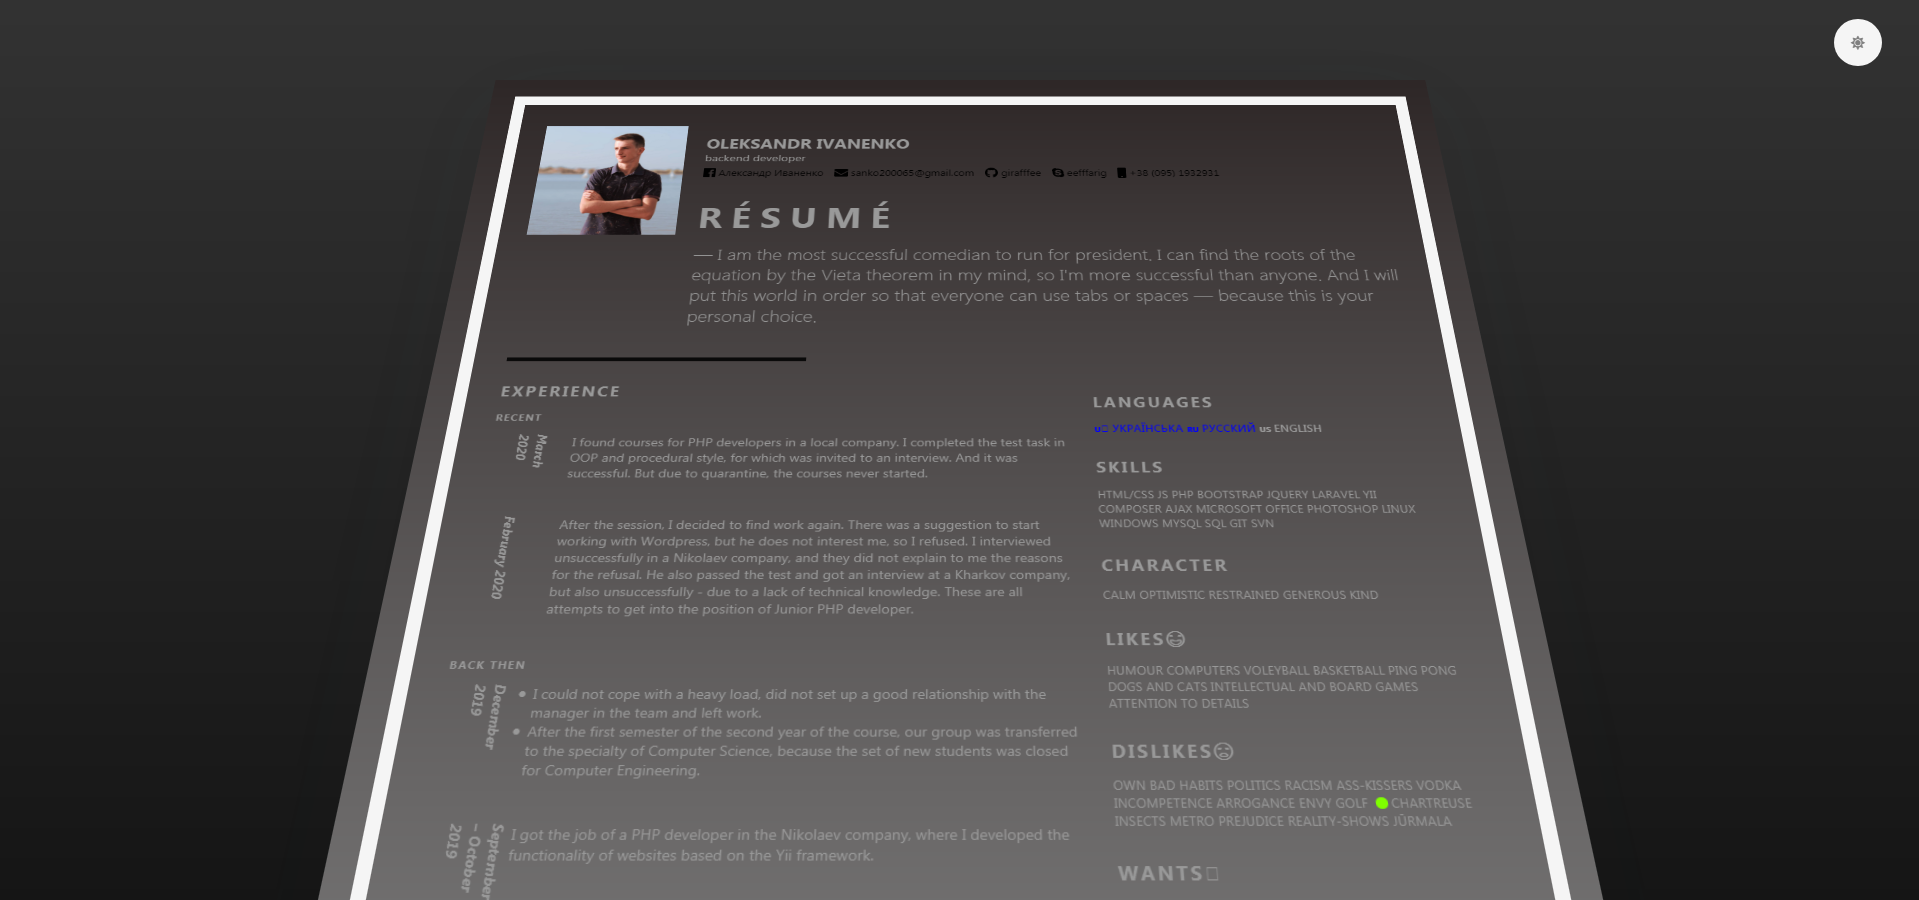 OLEKSANDR IVANENKO
backend developer
Александр Иваненко sanko200065@gmail.com girafffee eefffarig +38 (095) 1932931
RÉSUMÉ
— I am the most successful comedian to run for president. I can find the roots of the
equation by the Vieta theorem in my mind, so I'm more successful than anyone. And I will
put this world in order so that everyone can use tabs or spaces — because this is your
personal choice.
EXPERIENCE
RECENT
March
2020
I found courses for PHP developers in a local company. I completed the test task in
OOP and procedural style, for which was invited to an interview. And it was
successful. But due to quarantine, the courses never started.
February 2020
After the session, I decided to find work again. There was a suggestion to start
working with Wordpress, but he does not interest me, so I refused. I interviewed
unsuccessfully in a Nikolaev company, and they did not explain to me the reasons
for the refusal. He also passed the test and got an interview at a Kharkov company,
but also unsuccessfully - due to a lack of technical knowledge. These are all
attempts to get into the position of Junior PHP developer.
BACK THEN
December
2019
• I could not cope with a heavy load, did not set up a good relationship with the
manager in the team and left work.
• After the first semester of the second year of the course, our group was transferred
to the specialty of Computer Science, because the set of new students was closed
for Computer Engineering.
September
– October
2019
I got the job of a PHP developer in the Nikolaev company, where I developed the
functionality of websites based on the Yii framework.
LANGUAGES
УКРАЇНСЬКА RU РУССКИЙ US ENGLISH
SKILLS
HTML/CSS JS PHP BOOTSTRAP JQUERY LARAVEL YII
COMPOSER AJAX MICROSOFT OFFICE PHOTOSHOP LINUX
WINDOWS MYSQL SQL GIT SVN
CHARACTER
CALM OPTIMISTIC RESTRAINED GENEROUS KIND
LIKES
HUMOUR COMPUTERS VOLEYBALL BASKETBALL PING PONG
DOGS AND CATS INTELLECTUAL AND BOARD GAMES
ATTENTION TO DETAILS
DISLIKES
OWN BAD HABITS POLITICS RACISM ASS-KISSERS VODKA
INCOMPETENCE ARROGANCE ENVY GOLF CHARTREUSE
INSECTS METRO PREJUDICE REALITY-SHOWS JŪRMALA
WANTS